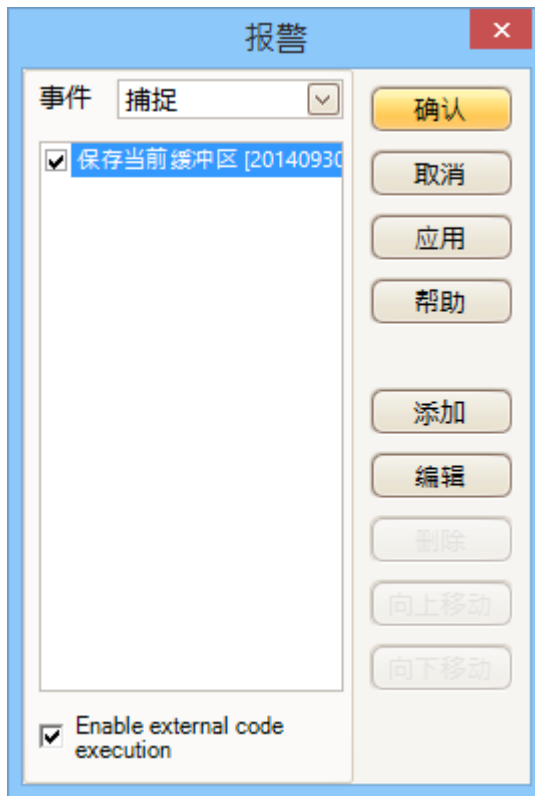 报警
事件 捕捉
保存当前缓冲区 [20140930
Enable external code
execution
确认
取消
应用
帮助
添加
编辑
删除
向上移动
向下移动